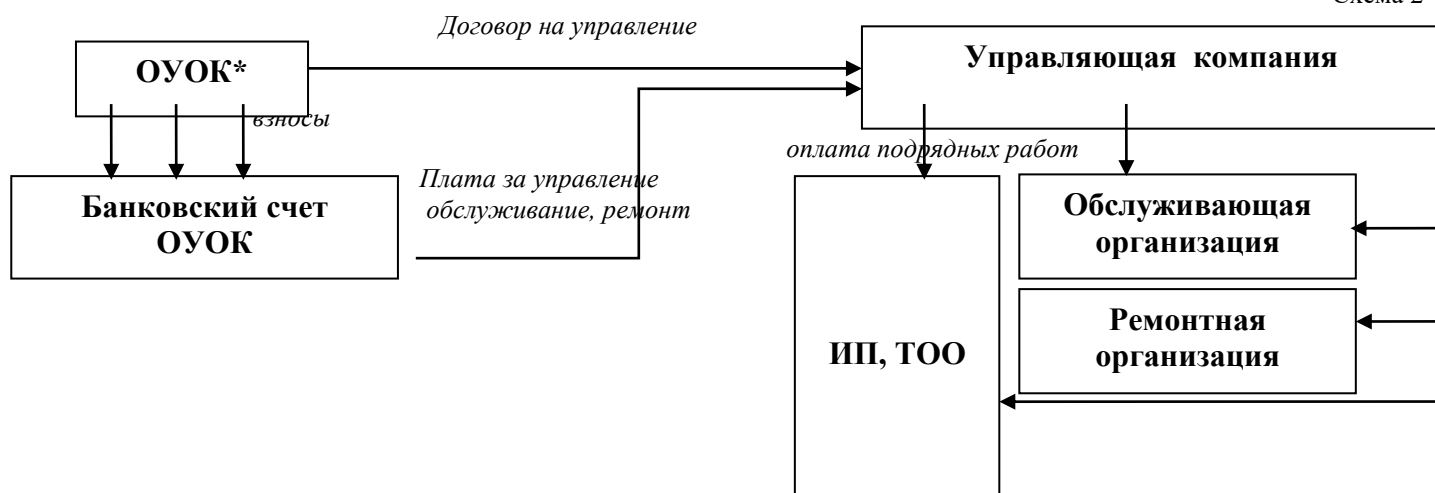 Схема 2
Договор на управление
ОУОК*
Управляющая компания
взносы
оплата подрядных работ
Плата за управление
обслуживание, ремонт
Банковский счет
ОУОК
Обслуживающая
организация
Ремонтная
организация
ИП, ТОО